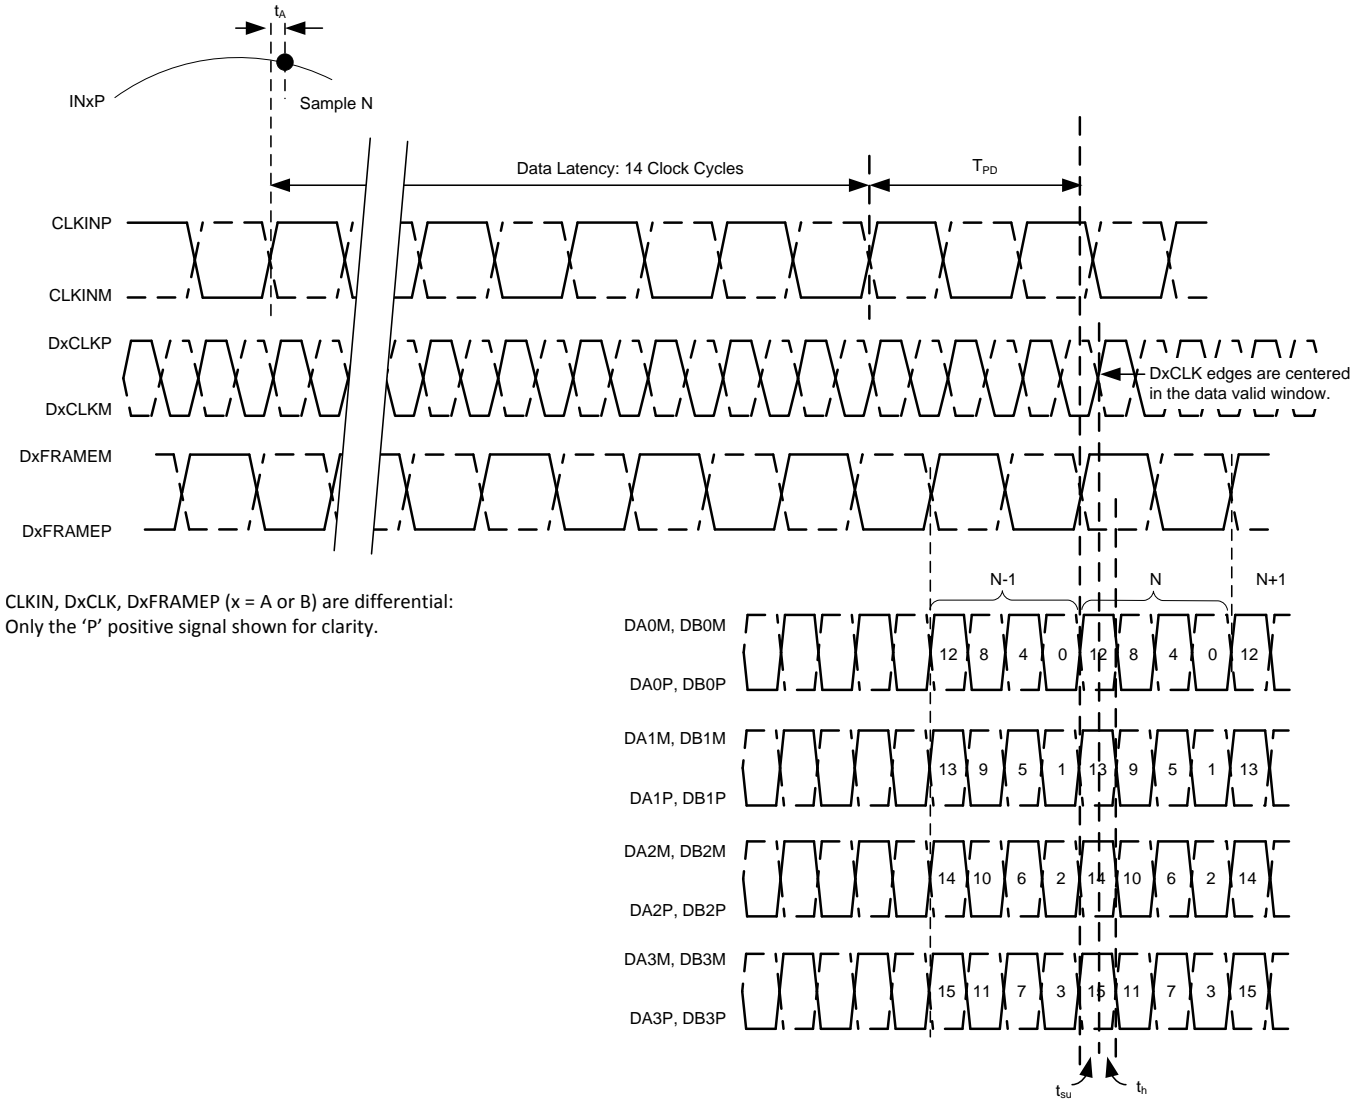 tA
INxP
Sample N
Data Latency: 14 Clock Cycles
TPD
CLKINP
CLKINM
DxCLKP
DxCLKM
DxCLK edges are centered
in the data valid window.
DxFRAMEM
DxFRAMEP
CLKIN, DxCLK, DxFRAMEP (x = A or B) are differential:
Only the ‘P’ positive signal shown for clarity.
N-1
N
N+1
DA0M, DB0M
12 8 4 0 12 8 4 0 12
DA0P, DB0P
DA1M, DB1M
13 9 5 1 13 9 5 1 13
DA1P, DB1P
DA2M, DB2M
14 10 6 2 14 10 6 2 14
DA2P, DB2P
DA3M, DB3M
15 11 7 3 15 11 7 3 15
DA3P, DB3P
tsu
th